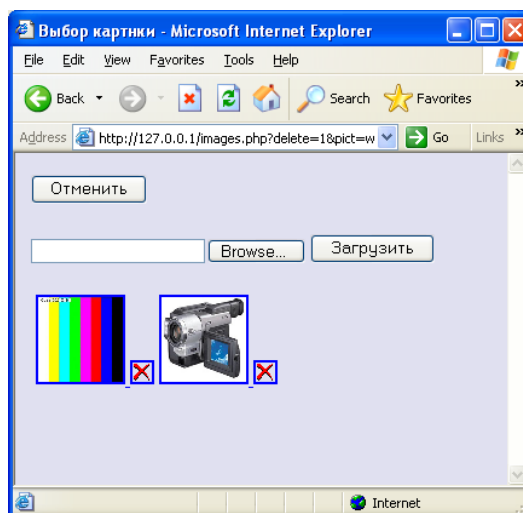 Выбор картнки - Microsoft Internet Explorer
File Edit View Favorites Tools Help
Back Search Favorites »
Address http://127.0.0.1/images.php?delete=1&pict=w Go Links »
Отменить
Browse... Загрузить
Internet